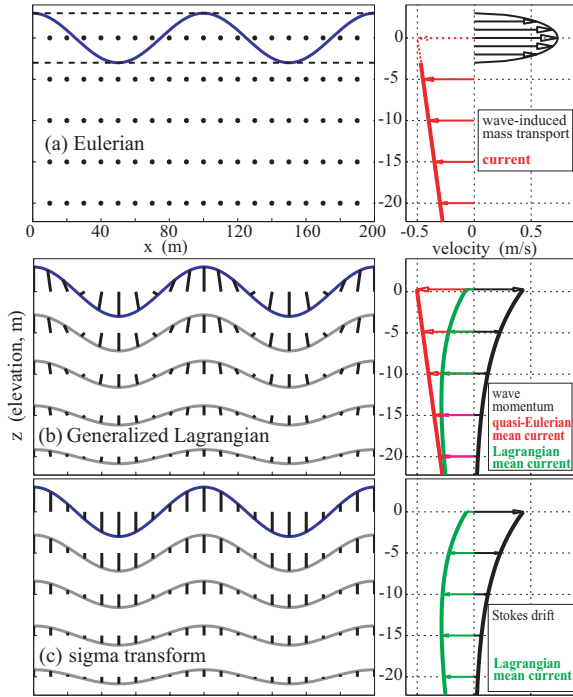 (a) Eulerian
0 40 80 120 160 200
x (m)
0
-5
-10
-15
-20
wave-induced
mass transport
current
-0.5 0 0.5
velocity (m/s)
z (elevation, m)
(b) Generalized Lagrangian
0
-5
-10
-15
-20
wave
momentum
quasi-Eulerian
mean current
Lagrangian
mean current
(c) sigma transform
0
-5
-10
-15
-20
Stokes drift
Lagrangian
mean current